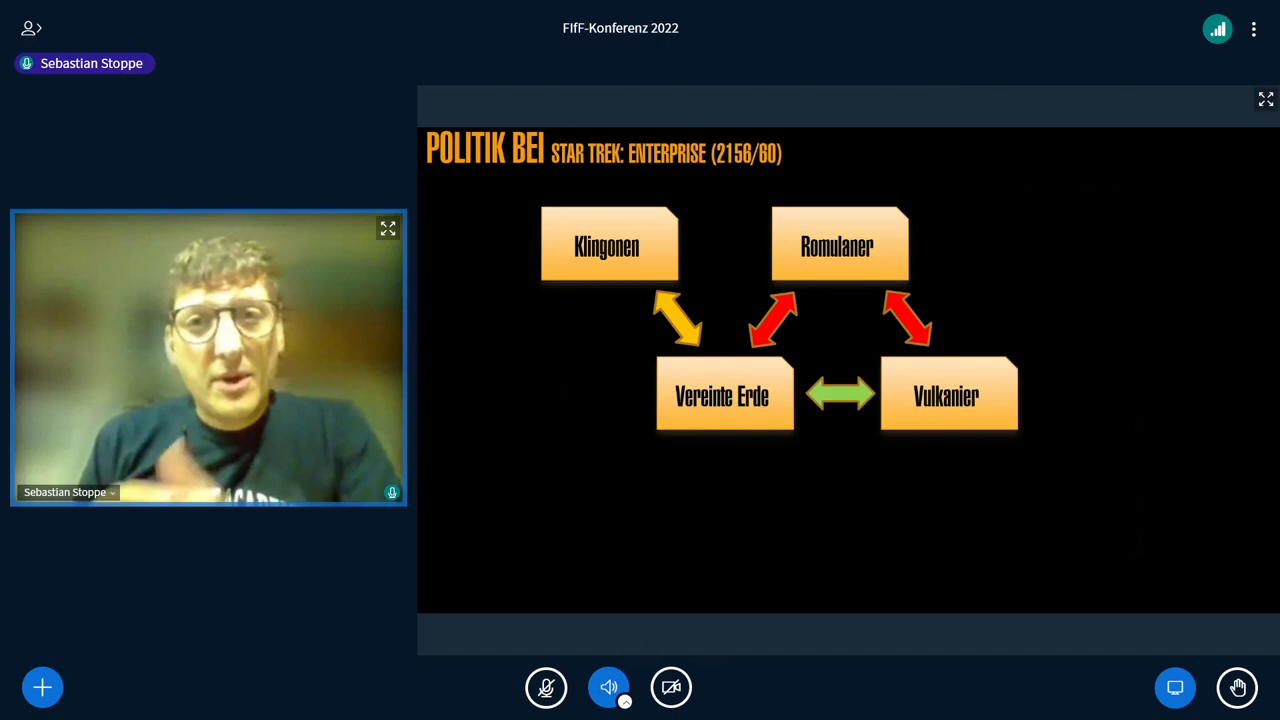 FIfF-Konferenz 2022
Sebastian Stoppe
POLITIK BEI STAR TREK: ENTERPRISE (2156/60)
Klingonen
Romulaner
Vereinte Erde
Vulkanier
Sebastian Stoppe